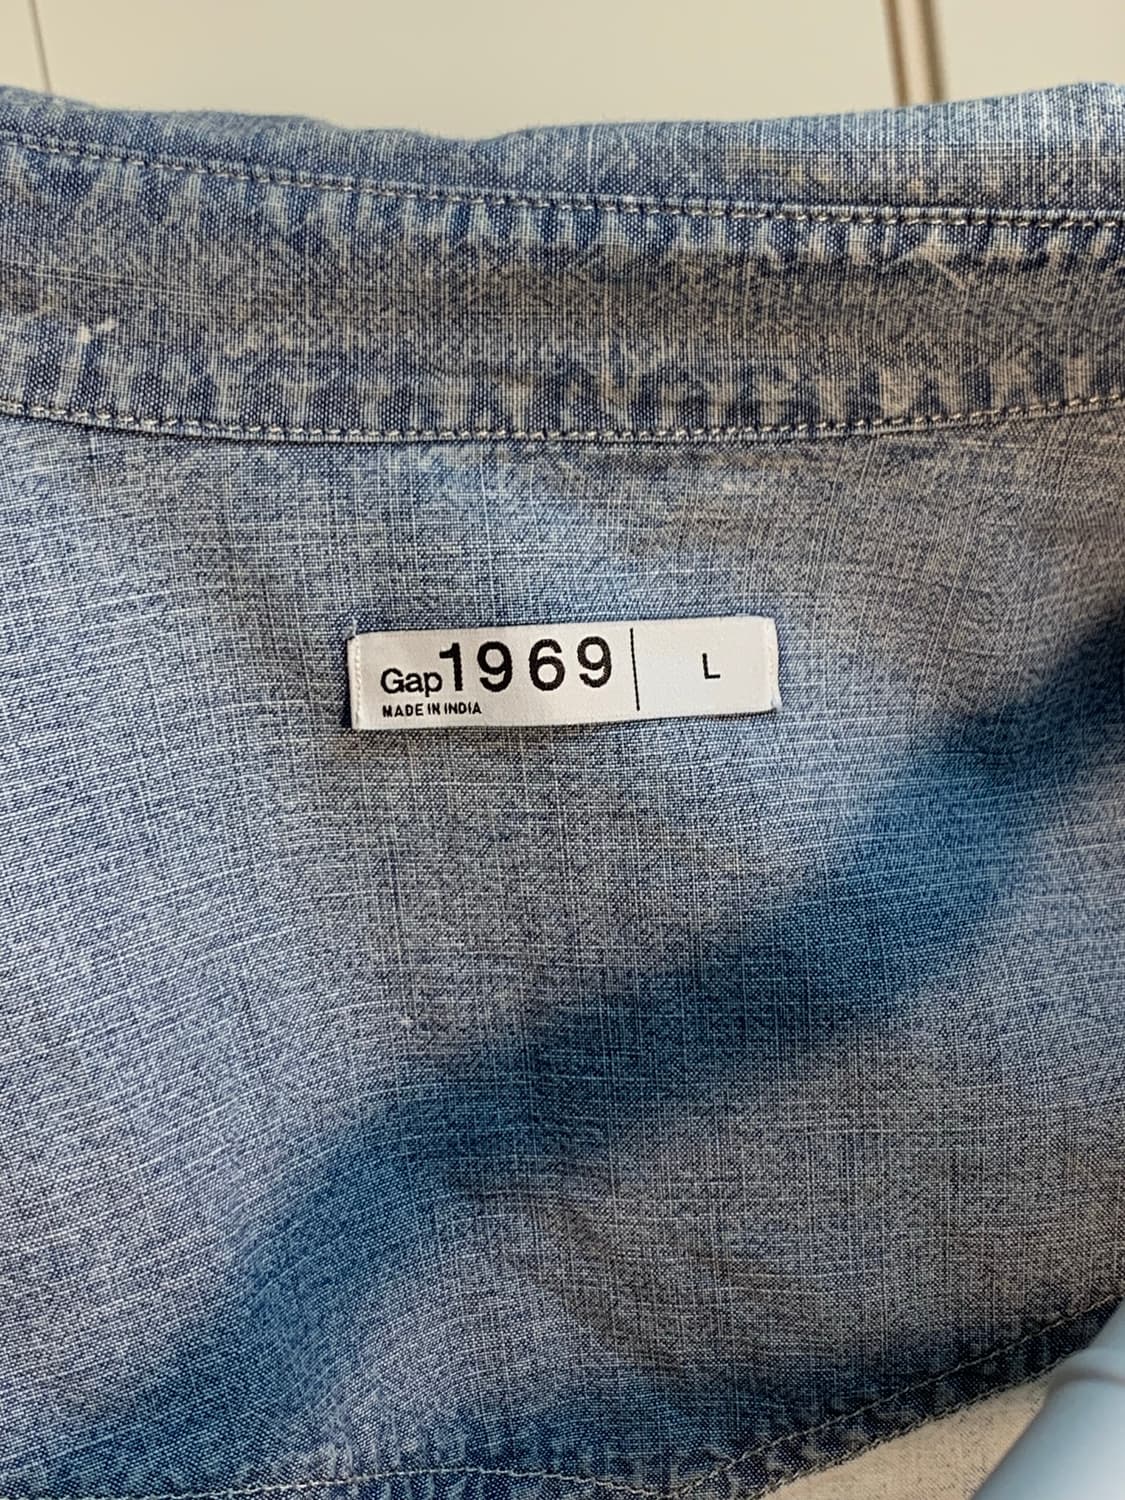 Gap1969 | L
MADE IN INDIA